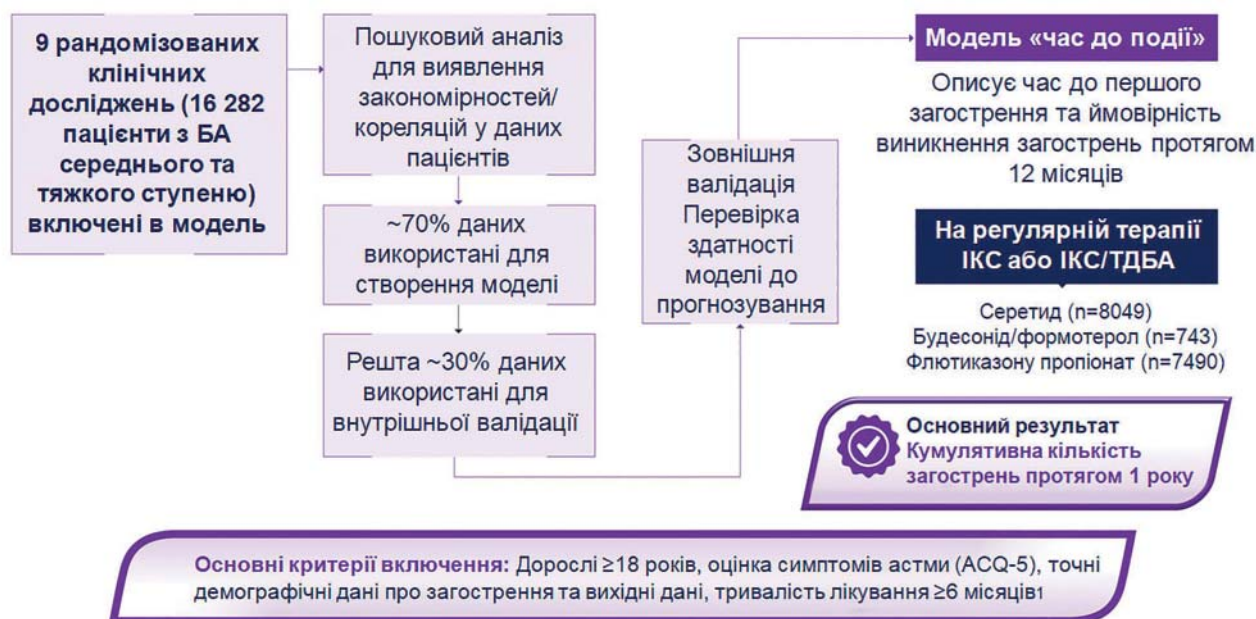 9 рандомізованих
клінічних
досліджень (16 282
пацієнти з БА
середнього та
тяжкого ступеню)
включені в модель
Пошуковий аналіз
для виявлення
закономірностей/
кореляцій у даних
пацієнтів
~70% даних
використані для
створення моделі
Решта ~30% даних
використані для
внутрішньої валідації
Зовнішня
валідація
Перевірка
здатності
моделі до
прогнозування
Модель «час до події»
Описує час до першого
загострення та ймовірність
виникнення загострень протягом
12 місяців
На регулярній терапії
ІКС або ІКС/ТДБА
Серетид (n=8049)
Будесонід/формотерол (n=743)
Флютиказону пропіонат (n=7490)
Основний результат
Кумулятивна кількість
загострень протягом 1 року
Основні критерії включення: Дорослі ≥18 років, оцінка симптомів астми (ACQ-5), точні
демографічні дані про загострення та вихідні дані, тривалість лікування ≥6 місяців1